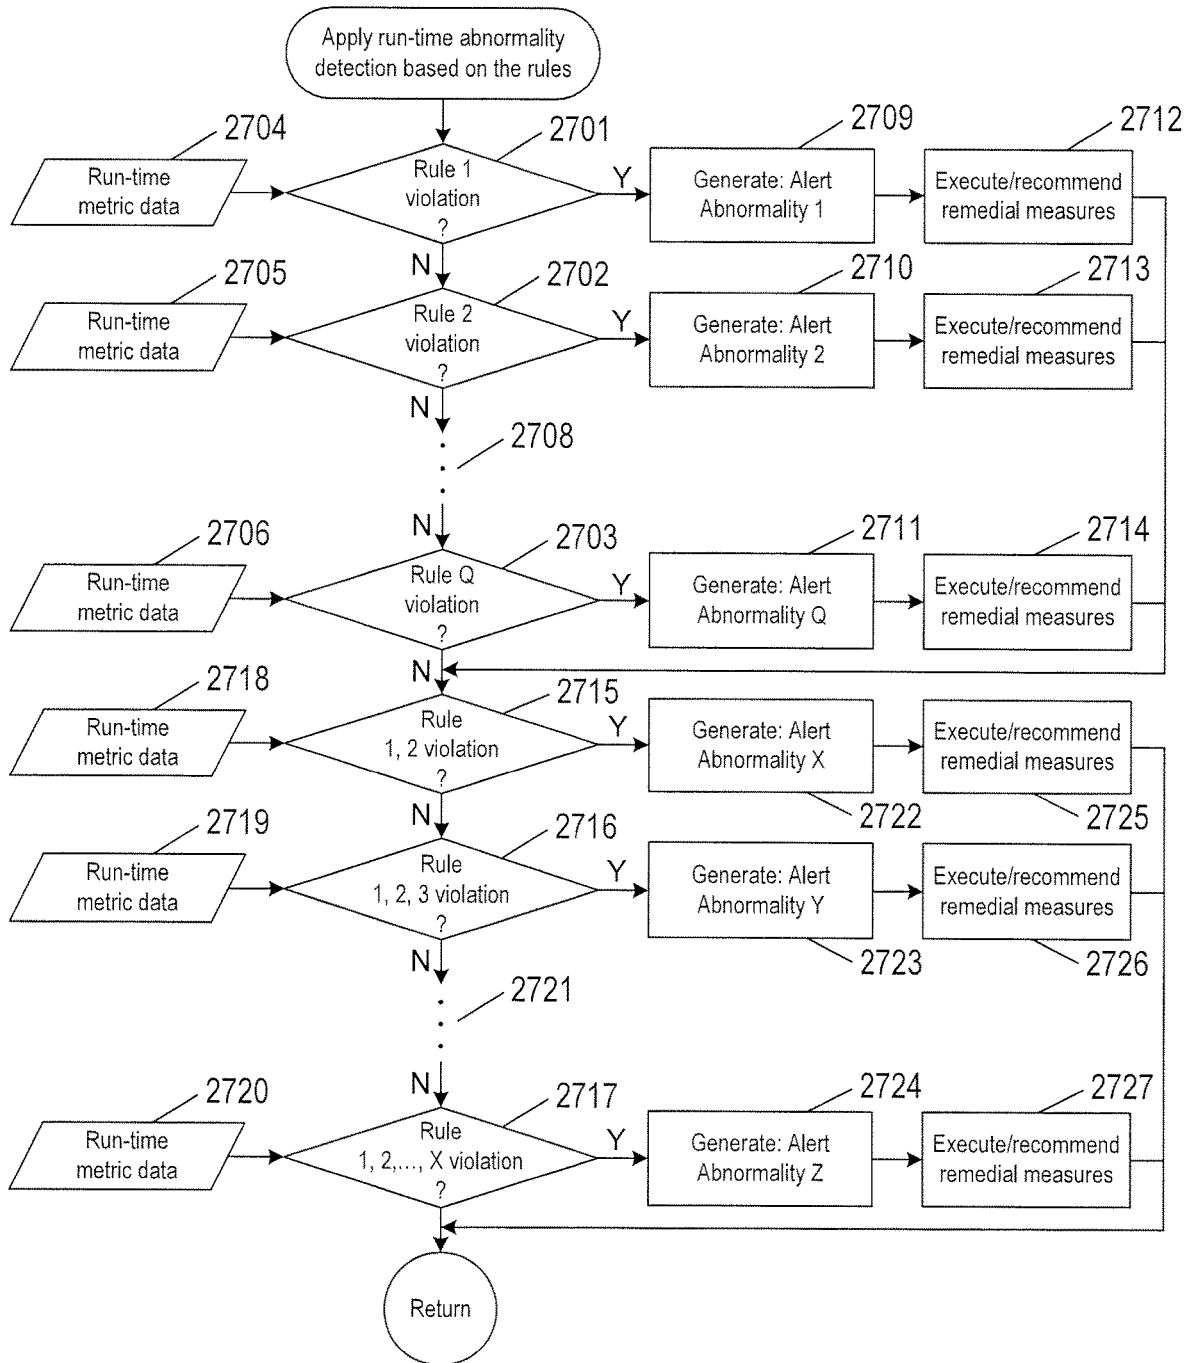 Apply run-time abnormality
detection based on the rules
2704
2701
2709
2712
Run-time
metric data
Rule 1
violation
?
Y
Generate: Alert
Abnormality 1
Execute/recommend
remedial measures
N
2705
2702
2710
2713
Run-time
metric data
Rule 2
violation
?
Y
Generate: Alert
Abnormality 2
Execute/recommend
remedial measures
N
2708
N
2706
2703
2711
2714
Run-time
metric data
Rule Q
violation
?
Y
Generate: Alert
Abnormality Q
Execute/recommend
remedial measures
N
2718
2715
Run-time
metric data
Rule
1, 2 violation
?
Y
Generate: Alert
Abnormality X
Execute/recommend
remedial measures
2722
2725
N
2719
2716
Run-time
metric data
Rule
1, 2, 3 violation
?
Y
Generate: Alert
Abnormality Y
Execute/recommend
remedial measures
2723
2726
N
2721
N
2720
2717
2724
2727
Run-time
metric data
Rule
1, 2,..., X violation
?
Y
Generate: Alert
Abnormality Z
Execute/recommend
remedial measures
Return